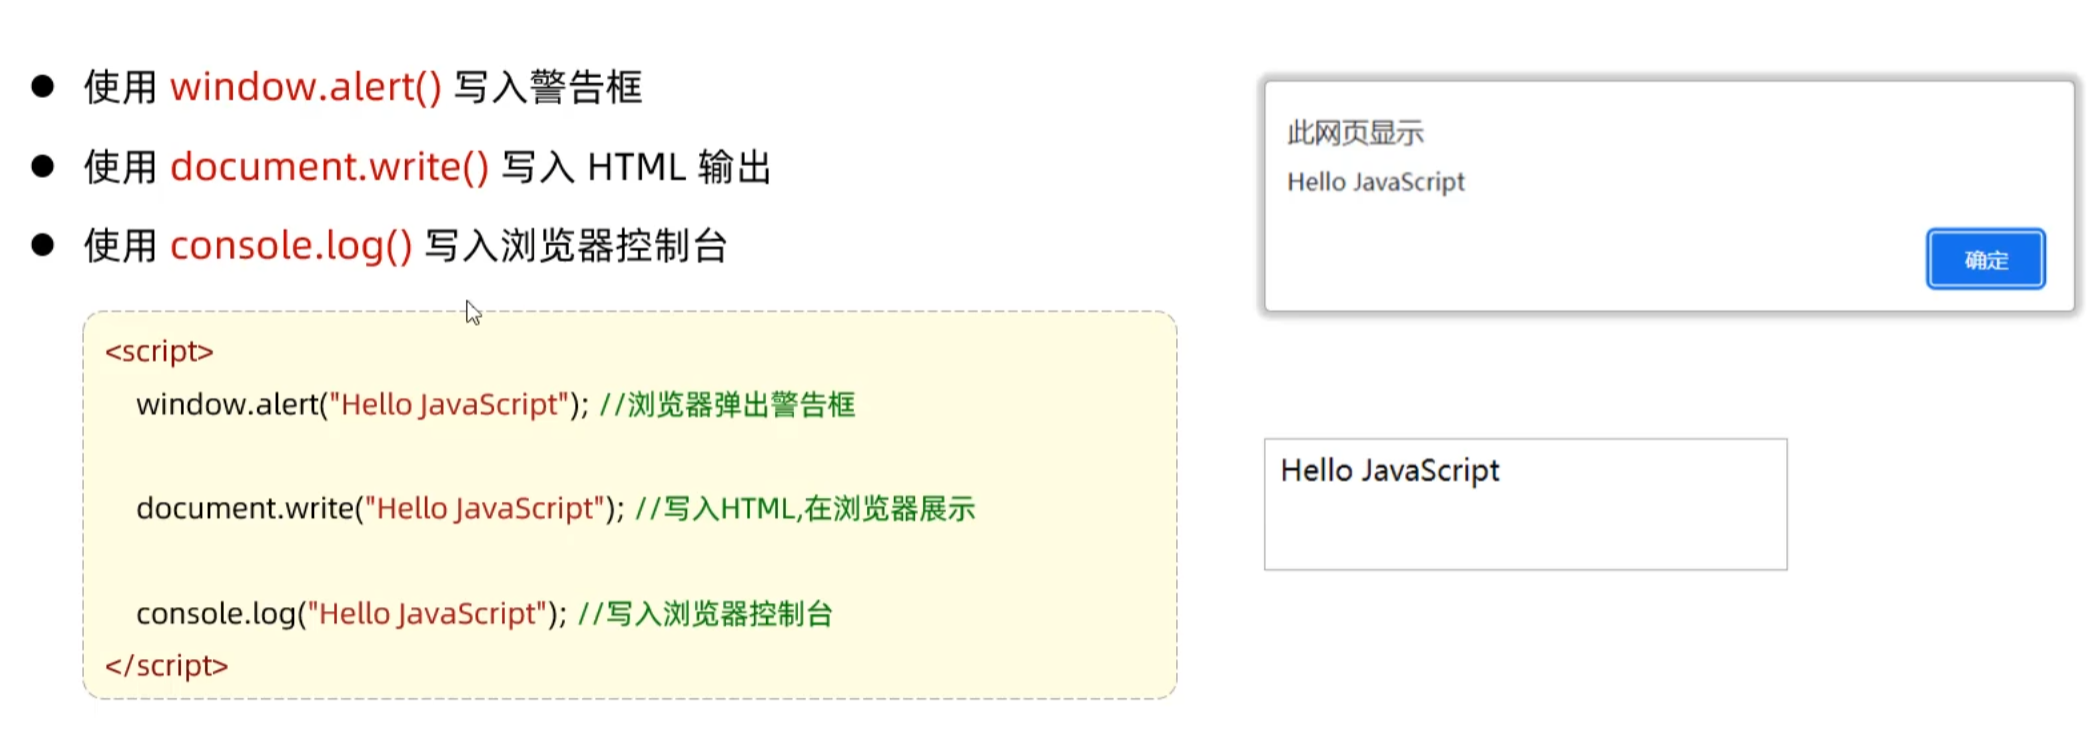 ● 使用 window.alert() 写入警告框
● 使用 document.write() 写入 HTML 输出
● 使用 console.log() 写入浏览器控制台
<script>
window.alert("Hello JavaScript"); //浏览器弹出警告框
document.write("Hello JavaScript"); //写入HTML,在浏览器展示
console.log("Hello JavaScript"); //写入浏览器控制台
</script>
此网页显示
Hello JavaScript
确定
Hello JavaScript